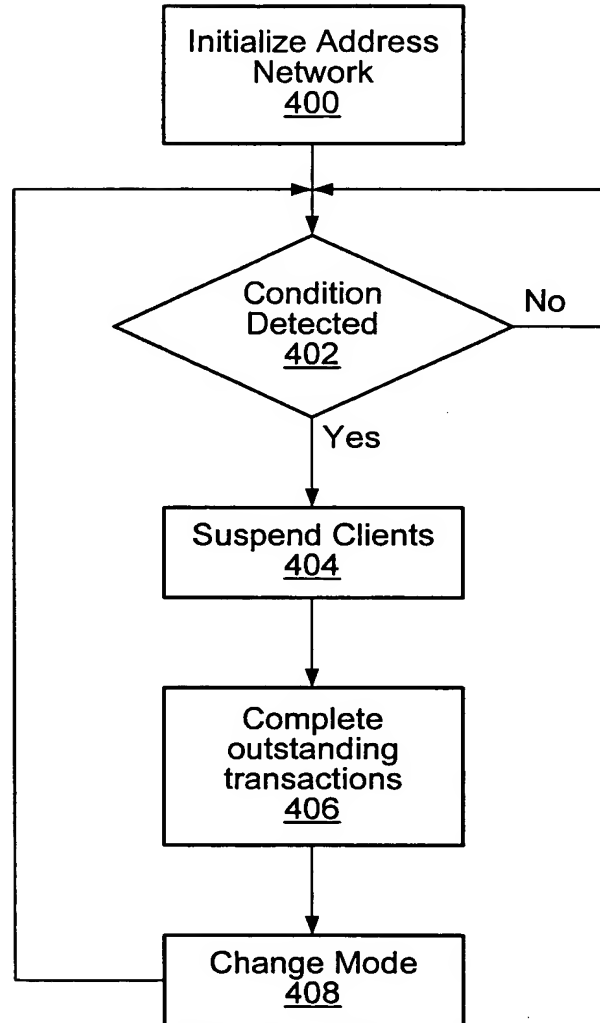 Initialize Address
Network
400
Condition
Detected
402
No
Yes
Suspend Clients
404
Complete
outstanding
transactions
406
Change Mode
408